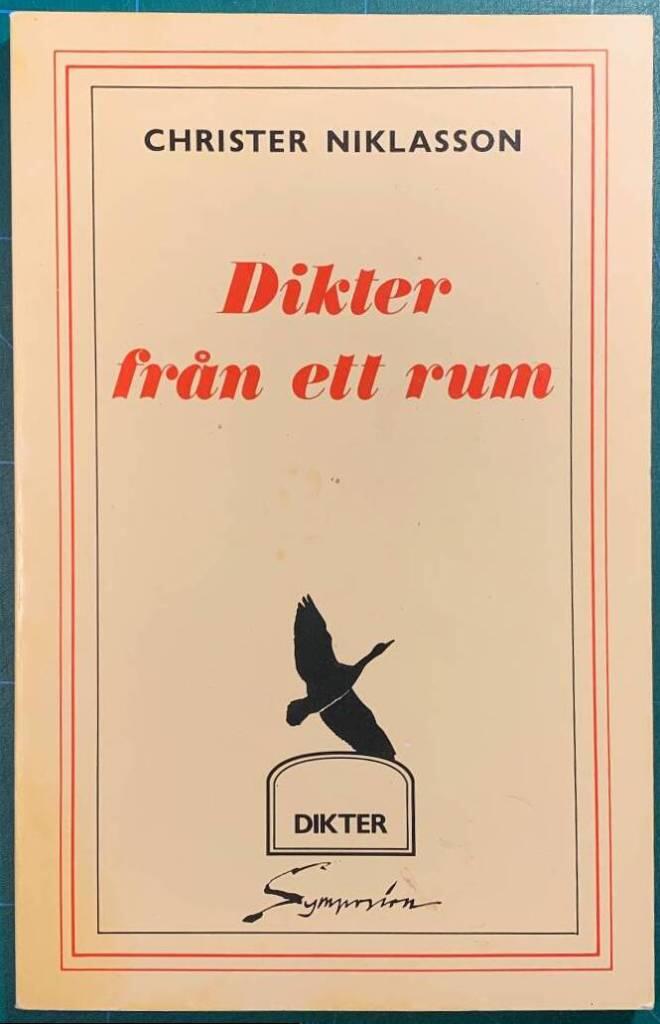 CHRISTER NIKLASSON
Dikter
från ett rum
DIKTER
Symposion